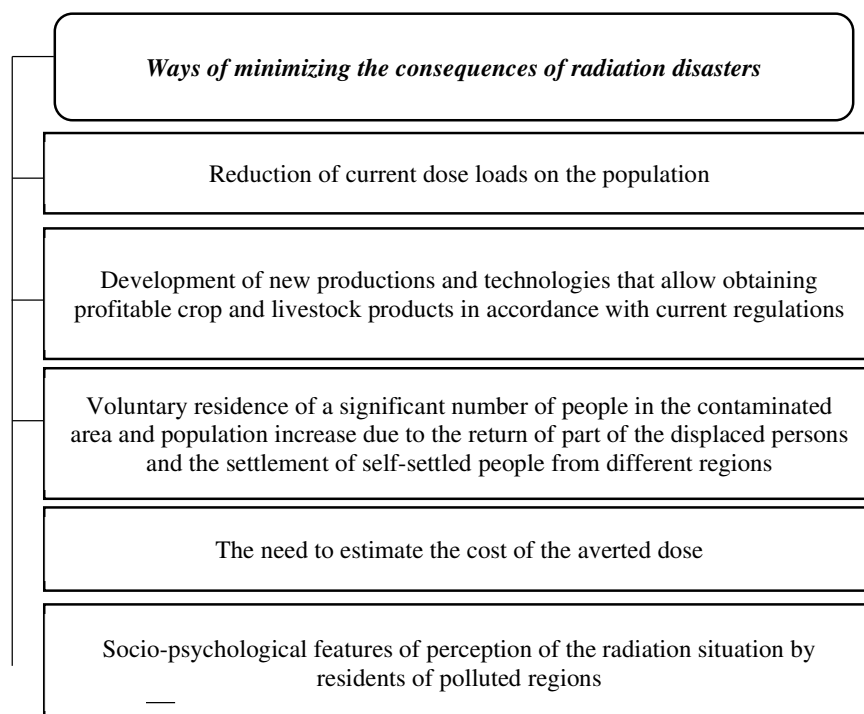 Ways of minimizing the consequences of radiation disasters
Reduction of current dose loads on the population
Development of new productions and technologies that allow obtaining
profitable crop and livestock products in accordance with current regulations
Voluntary residence of a significant number of people in the contaminated
area and population increase due to the return of part of the displaced persons
and the settlement of self-settled people from different regions
The need to estimate the cost of the averted dose
Socio-psychological features of perception of the radiation situation by
residents of polluted regions